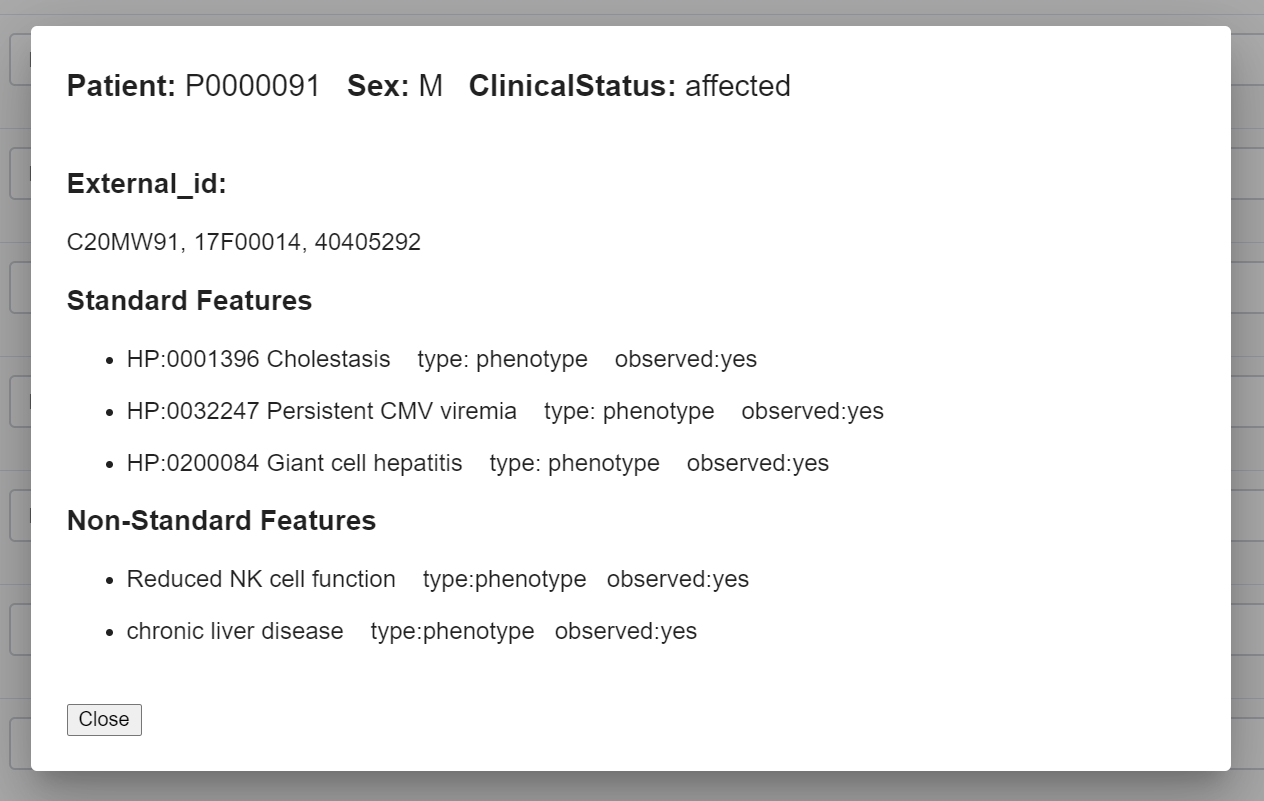 Patient: P0000091 Sex: M ClinicalStatus: affected
External_id:
C20MW91, 17F00014, 40405292
Standard Features
• HP:0001396 Cholestasis type: phenotype observed:yes
• HP:0032247 Persistent CMV viremia type: phenotype observed:yes
• HP:0200084 Giant cell hepatitis type: phenotype observed:yes
Non-Standard Features
• Reduced NK cell function type:phenotype observed:yes
• chronic liver disease type:phenotype observed:yes
Close